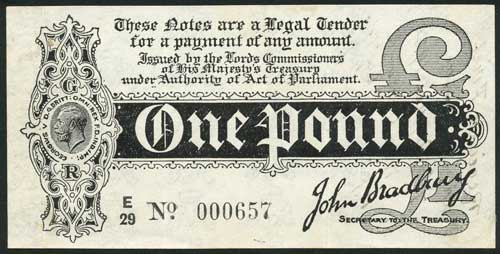 These Notes are a Legal Tender
for a payment of any amount.
Issued by the Lords Commissioners
of His Majesty's Treasury
under Authority of Act of Parliament.
G
R
One Pound
£1
E
29
No. 000657
John Bradbury
SECRETARY TO THE TREASURY.